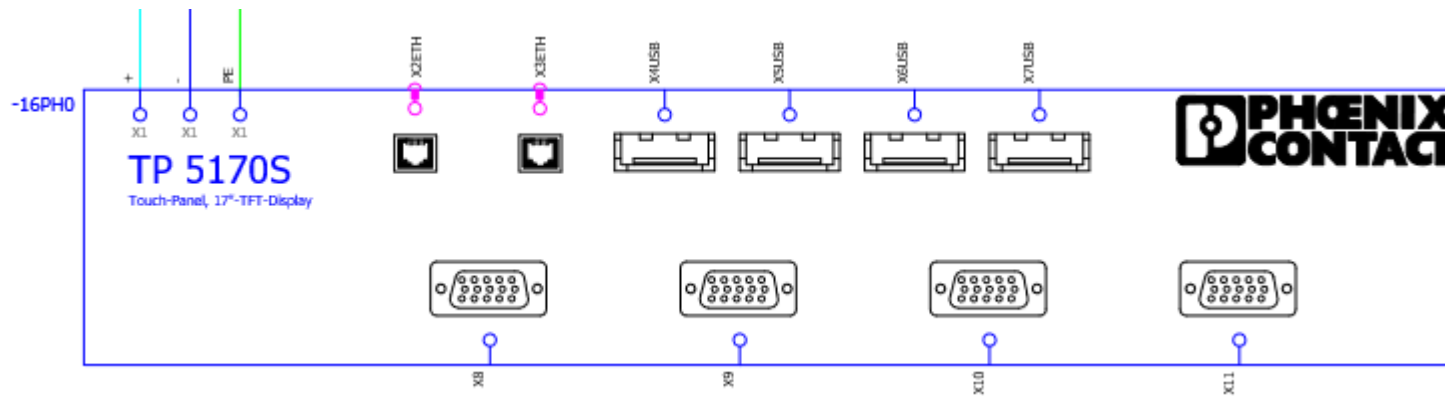 + - PE X2ETH X3ETH X4USB X5USB X6USB X7USB
-16PH0
X1 X1 X1
PHŒNIX
CONTACT
TP 5170S
Touch-Panel, 17"-TFT-Display
X8 X9 X10 X11